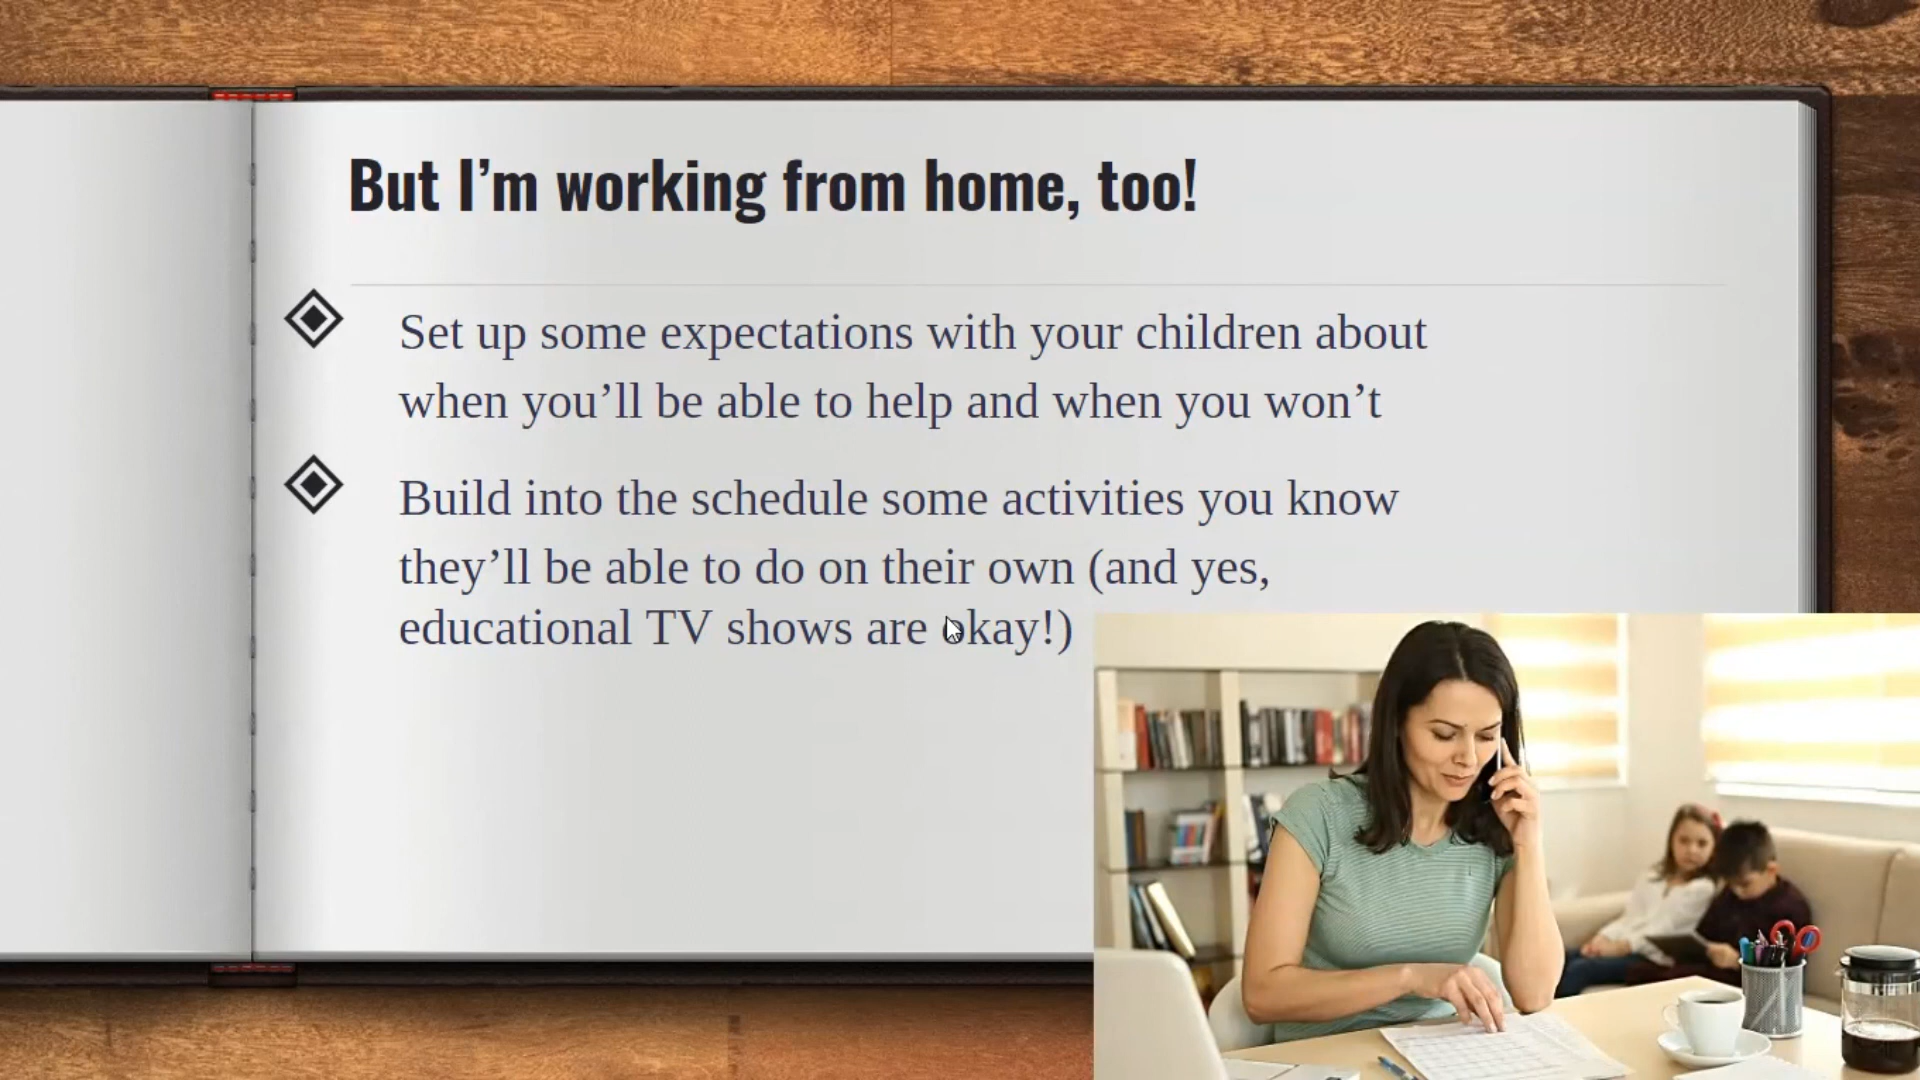 But I’m working from home, too!
Set up some expectations with your children about
when you’ll be able to help and when you won’t
Build into the schedule some activities you know
they’ll be able to do on their own (and yes,
educational TV shows are okay!)